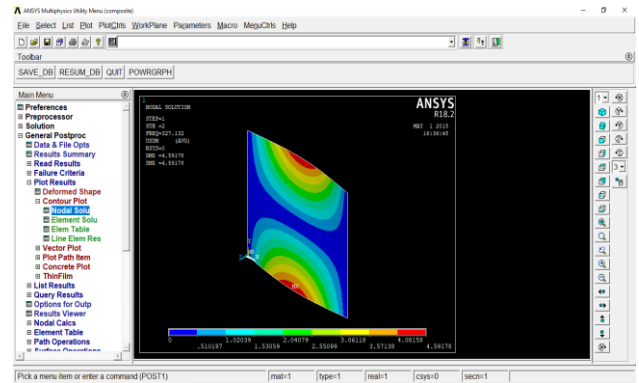 ANSYS Multiphysics Utility Menu (composite)
File Select List Plot PlotCtrls WorkPlane Parameters Macro MenuCtrls Help
Toolbar
SAVE_DB RESUM_DB QUIT POWRGRPH
Main Menu
Preferences
Preprocessor
Solution
General Postproc
Data & File Opts
Results Summary
Read Results
Failure Criteria
Plot Results
Deformed Shape
Contour Plot
Nodal Solu
Element Solu
Elem Table
Line Elem Res
Vector Plot
Plot Path Item
Concrete Plot
ThinFilm
List Results
Query Results
Options for Outp
Results Viewer
Nodal Calcs
Element Table
Path Operations
Surface Operations
1
NODAL SOLUTION
STEP=1
SUB =2
FREQ=327.132
USUM (AVG)
RSYS=0
DMX =4.59178
SMX =4.59178
ANSYS
R18.2
MAY 1 2019
Y
X
MX
0 1.02039 2.04079 3.06118 4.08158
.510197 1.53059 2.55099 3.57138 4.59178
1
3
Pick a menu item or enter a command (POST1) mat=1 type=1 real=1 csys=0 secn=1